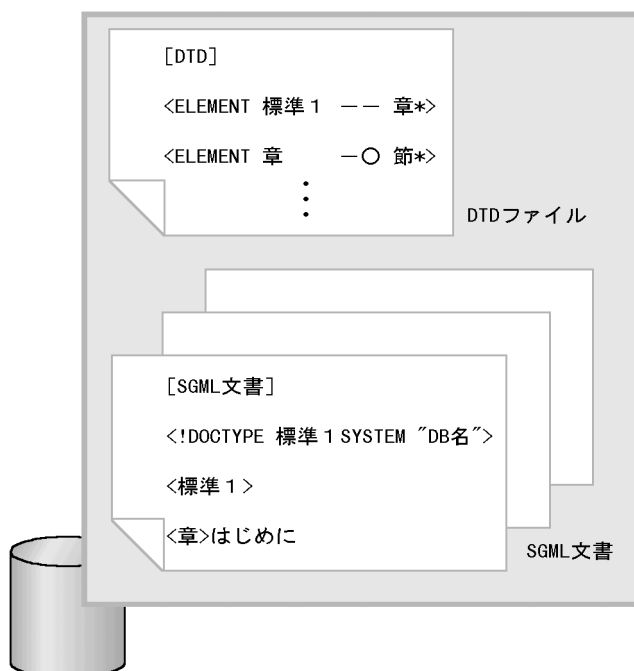 [DTD]
<ELEMENT 標準1 －－ 章*>
<ELEMENT 章 －○ 節*>
⋮
DTDファイル
[SGML文書]
<!DOCTYPE 標準1 SYSTEM "DB名">
<標準1>
<章>はじめに
SGML文書